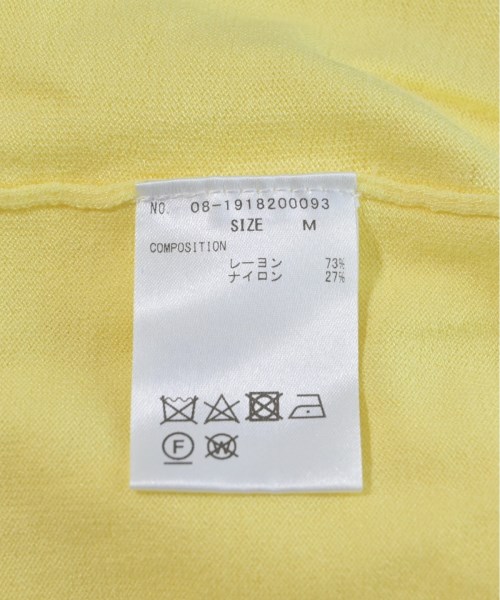 NO. 08-1918200093
SIZE M
COMPOSITION
レーヨン 73%
ナイロン 27%
F W